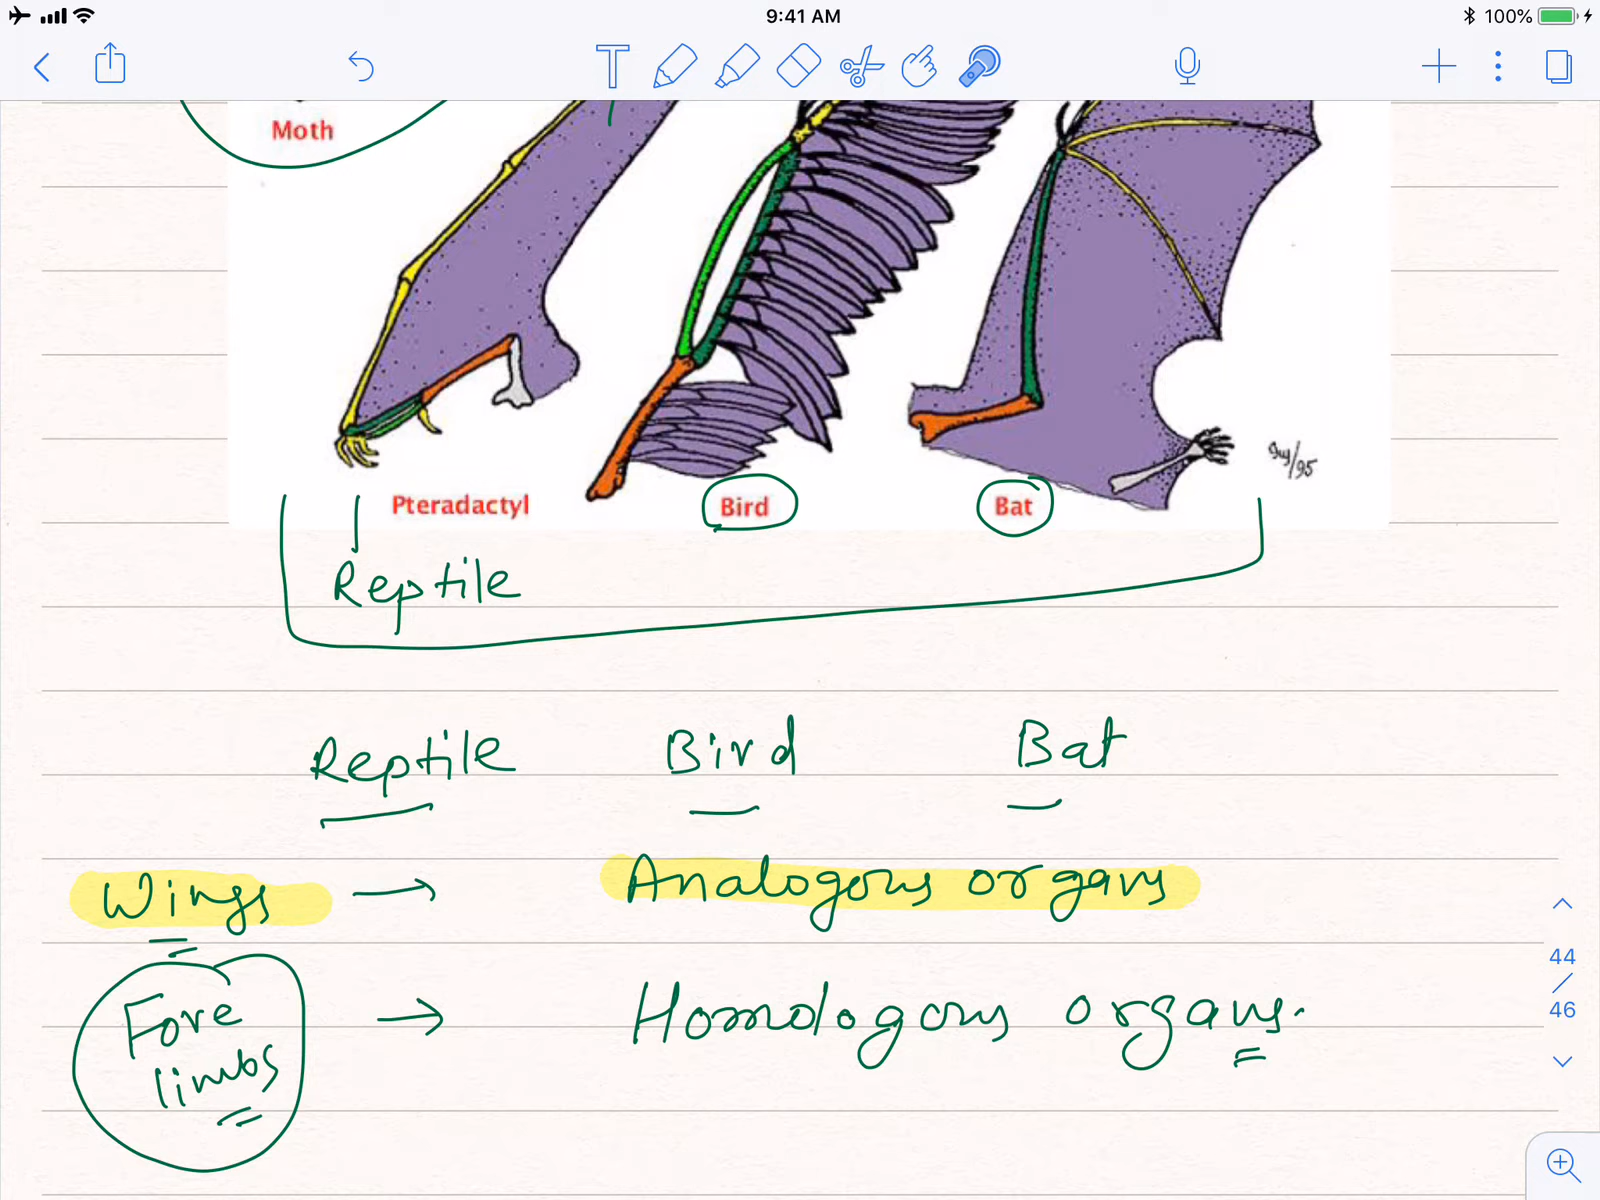 9:41 AM
100%
T
Moth
Pteradactyl
Bird
Bat
Reptile
Reptile Bird Bat
Wings → Analogous organs
Fore
limbs → Homologous organs.
44
/
46